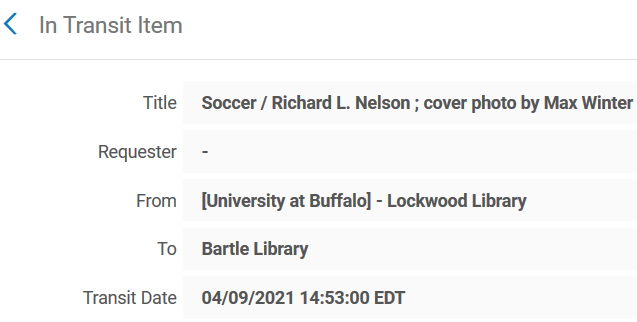 In Transit Item
Title Soccer / Richard L. Nelson ; cover photo by Max Winter
Requester -
From [University at Buffalo] - Lockwood Library
To Bartle Library
Transit Date 04/09/2021 14:53:00 EDT